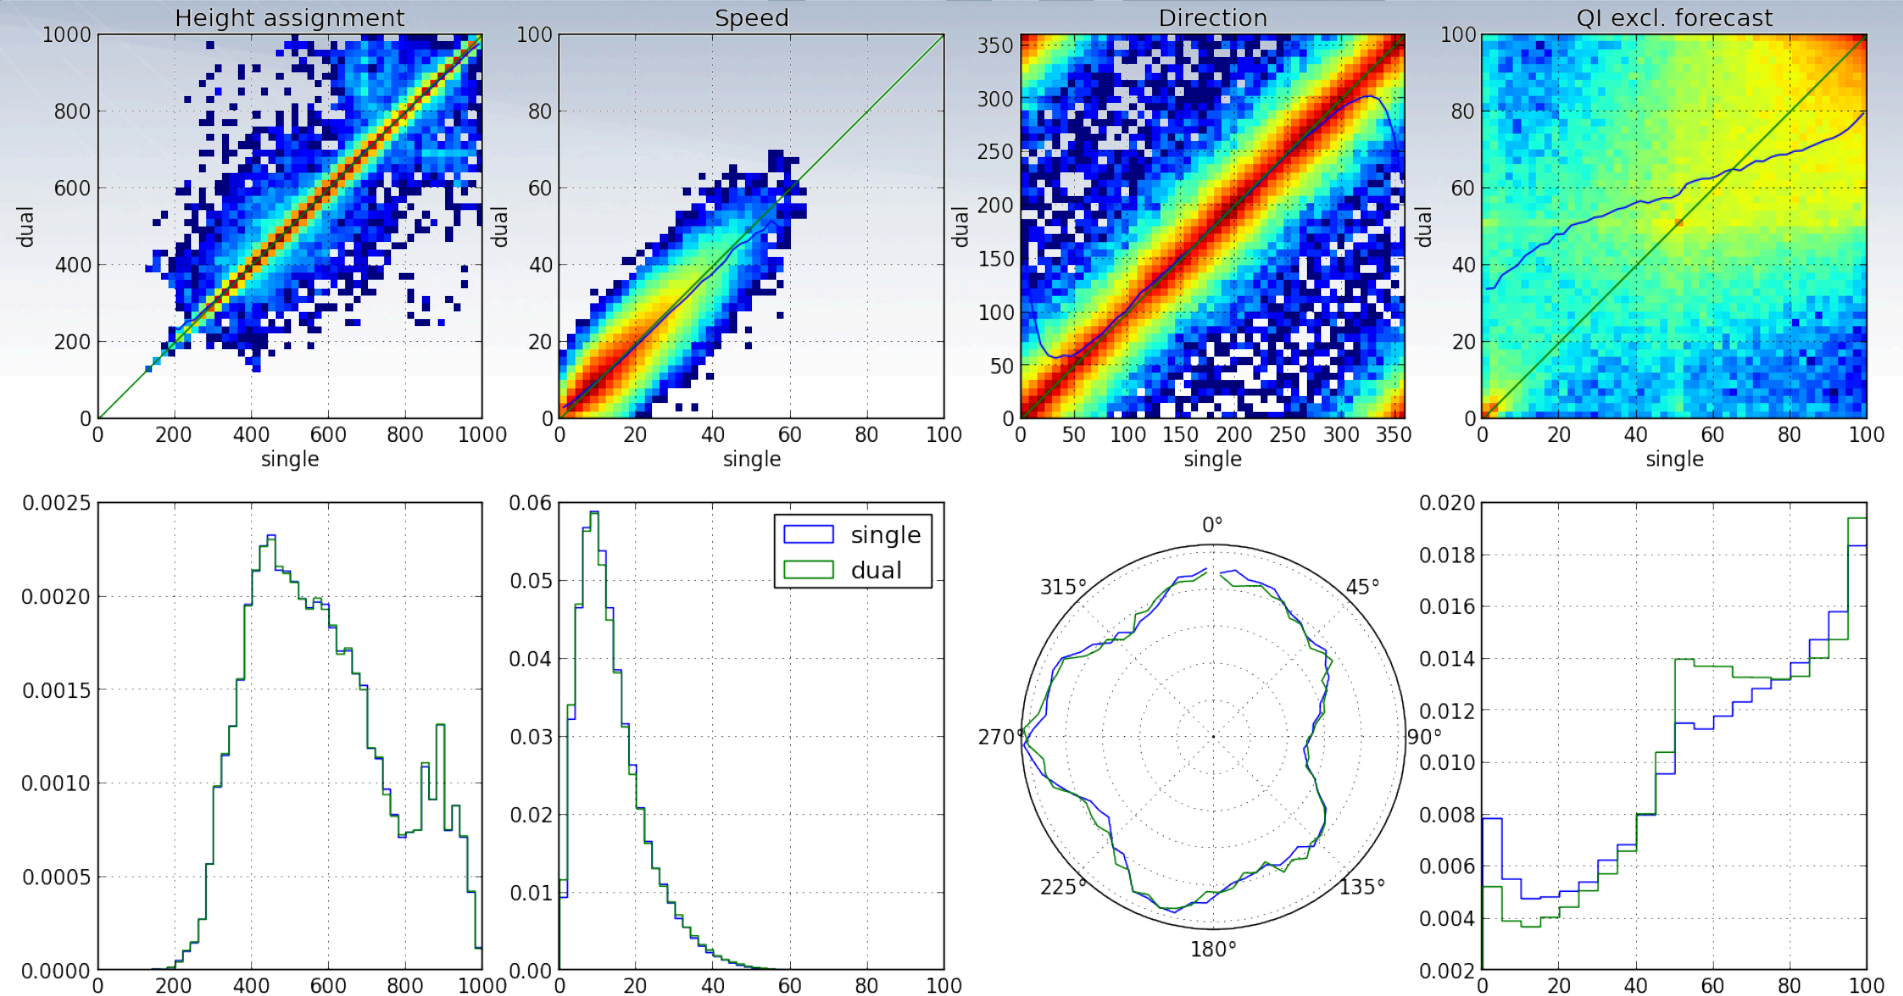 Height assignment
Speed
Direction
QI excl. forecast
1000
800
600
400
200
0
dual
0 200 400 600 800 1000
single
100
80
60
40
20
0
dual
0 20 40 60 80 100
single
350
300
250
200
150
100
50
0
dual
0 50 100 150 200 250 300 350
single
100
80
60
40
20
0
dual
0 20 40 60 80 100
single
0.0025
0.0020
0.0015
0.0010
0.0005
0.0000
0 200 400 600 800 1000
0.06
0.05
0.04
0.03
0.02
0.01
0.00
0 20 40 60 80 100
single
dual
0°
315° 45°
270° 90°
225° 135°
180°
0.020
0.018
0.016
0.014
0.012
0.010
0.008
0.006
0.004
0.002
0 20 40 60 80 100